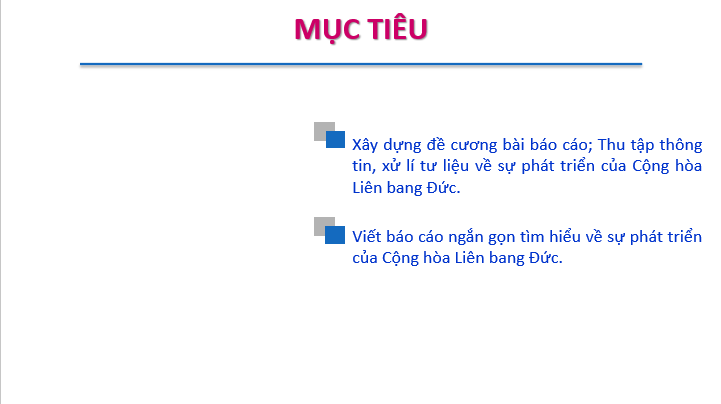 MỤC TIÊU
Xây dựng đề cương bài báo cáo; Thu tập thông
tin, xử lí tư liệu về sự phát triển của Cộng hòa
Liên bang Đức.
Viết báo cáo ngắn gọn tìm hiểu về sự phát triển
của Cộng hòa Liên bang Đức.